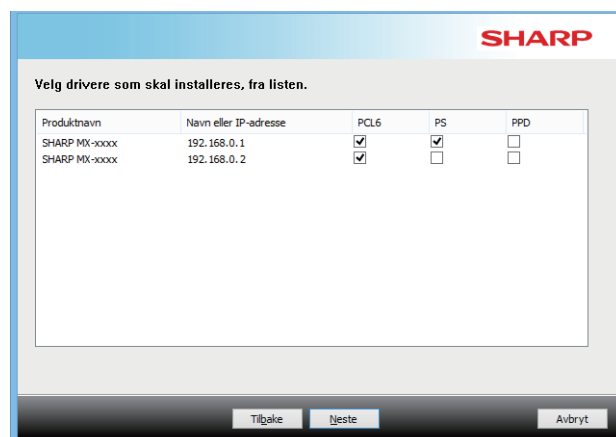 SHARP
Velg drivere som skal installeres, fra listen.
Produktnavn Navn eller IP-adresse PCL6 PS PPD
SHARP MX-xxxx 192.168.0.1
SHARP MX-xxxx 192.168.0.2
Tilbake Neste Avbryt